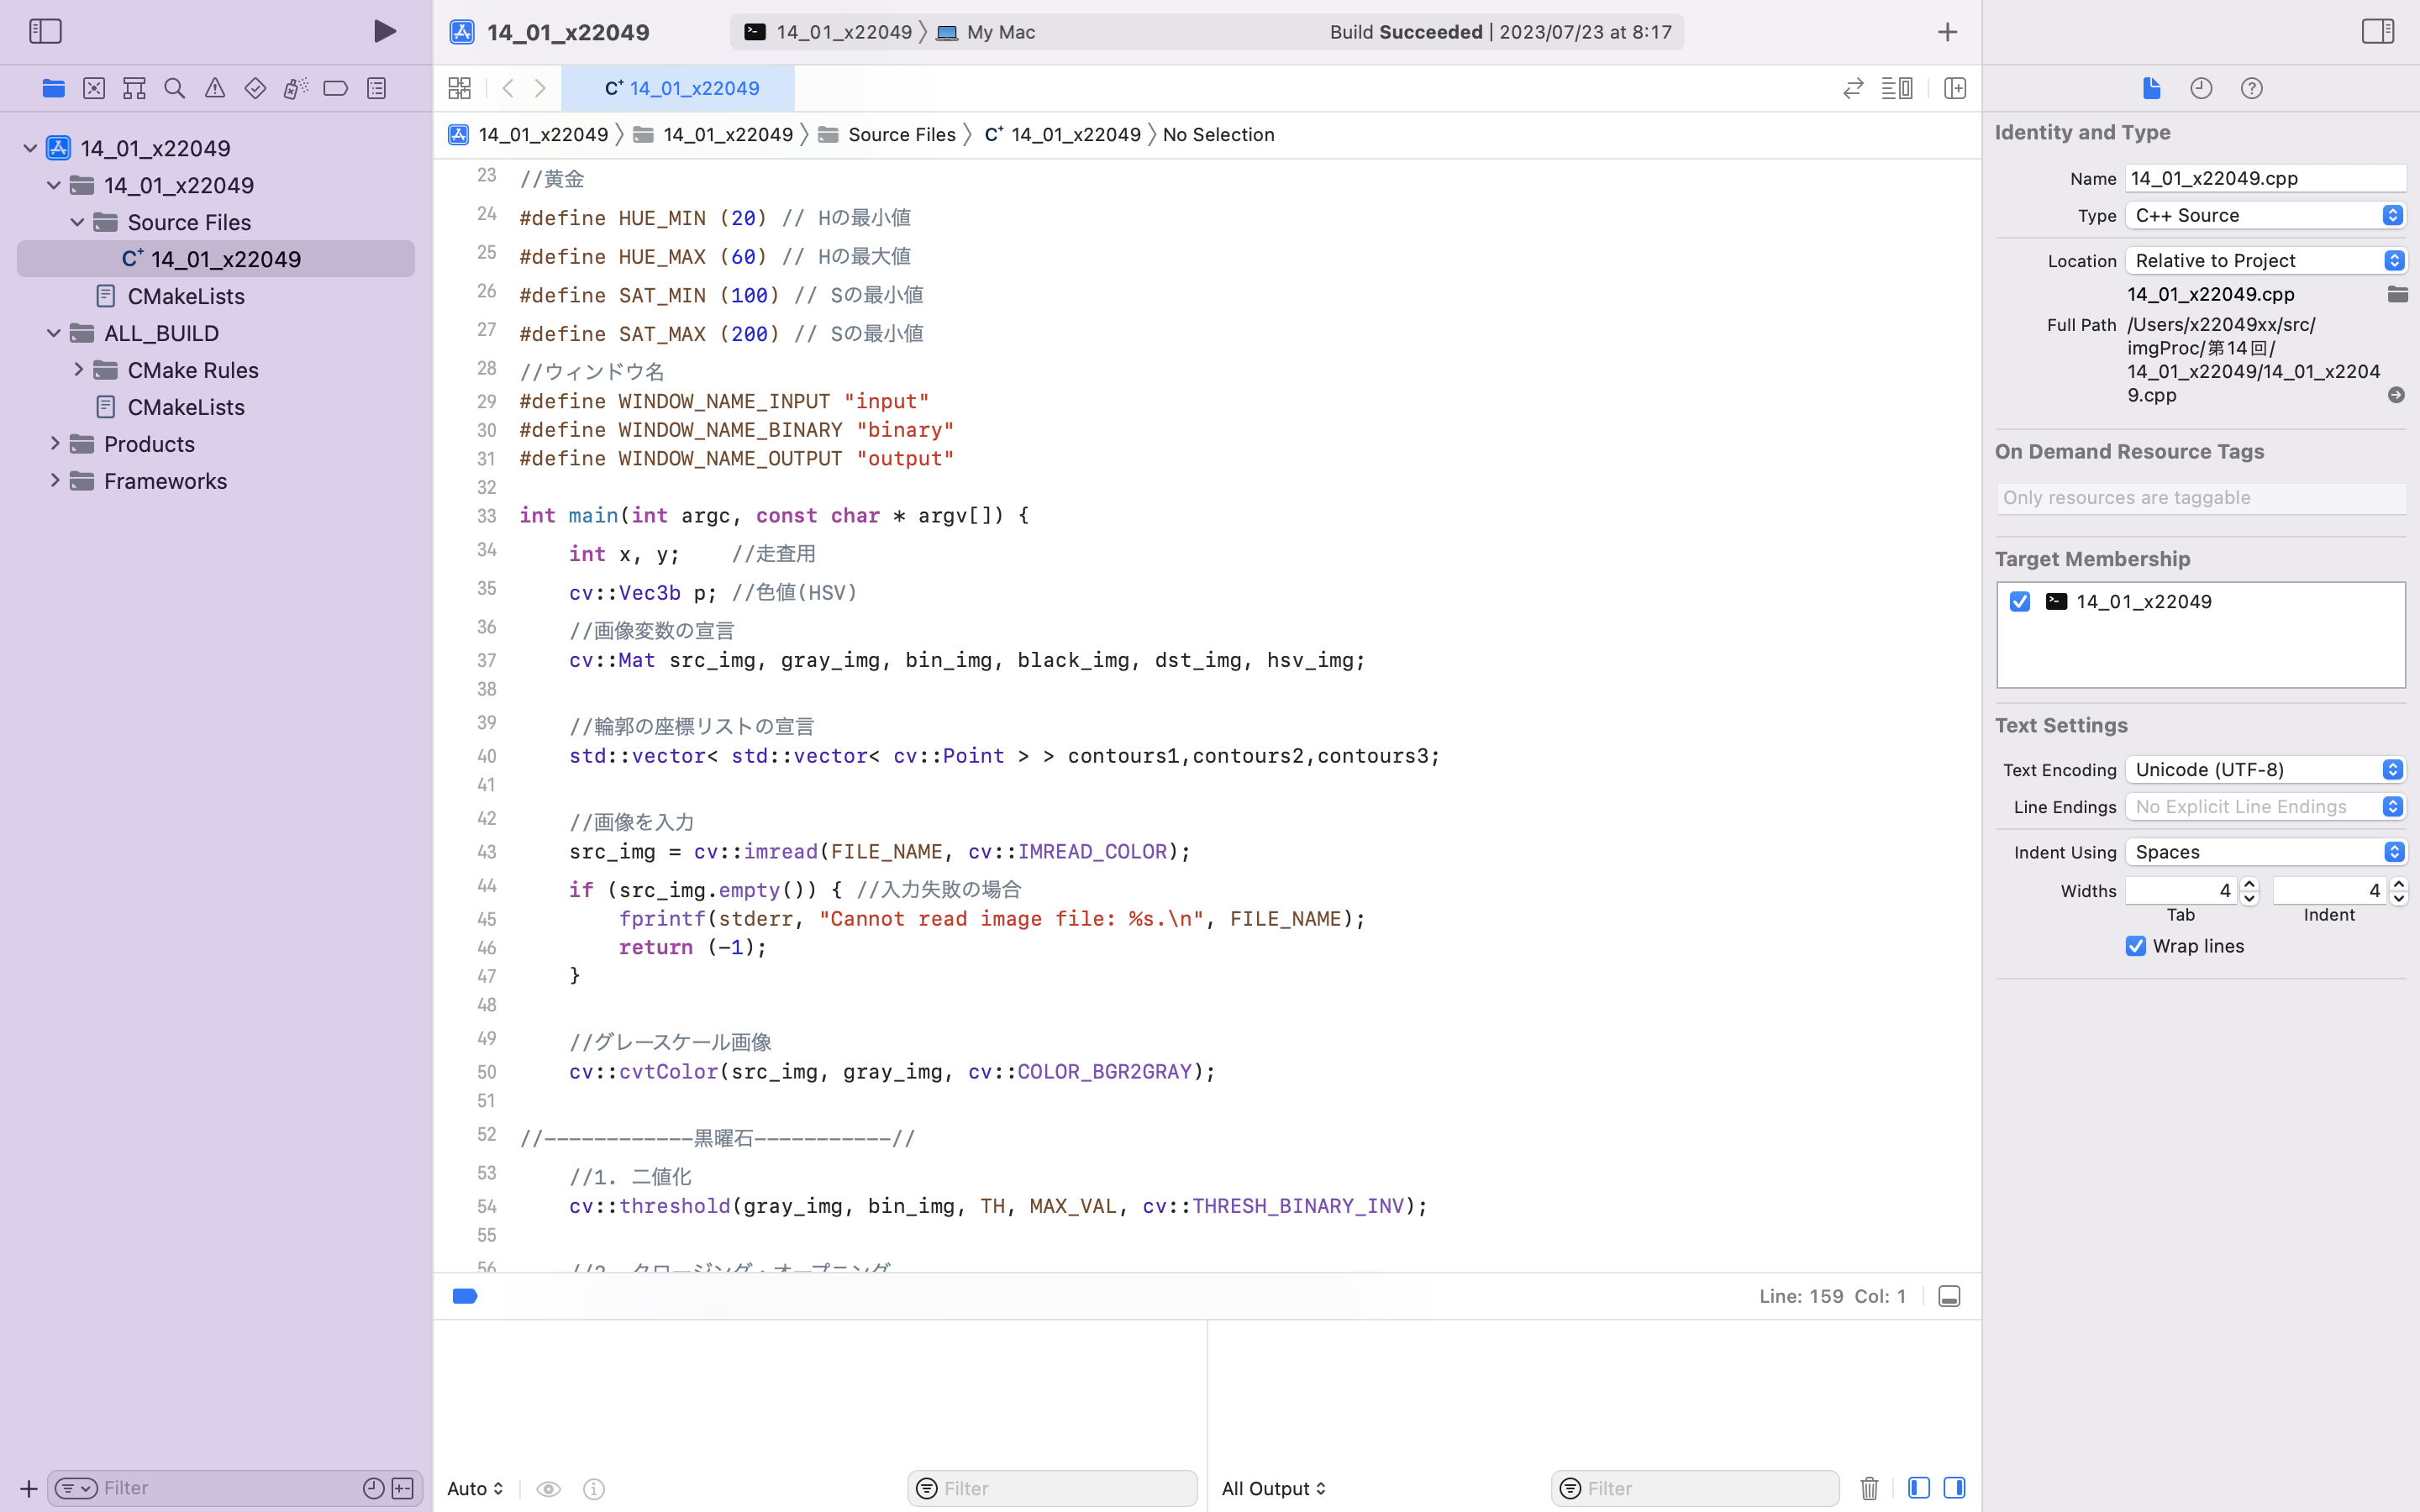 14_01_x22049
14_01_x22049 〉 My Mac
Build Succeeded | 2023/07/23 at 8:17
14_01_x22049
14_01_x22049
Source Files
14_01_x22049
CMakeLists
ALL_BUILD
CMake Rules
CMakeLists
Products
Frameworks
Filter
C+ 14_01_x22049
14_01_x22049 〉 14_01_x22049 〉 Source Files 〉 C+ 14_01_x22049 〉 No Selection
23 //黄金
24 #define HUE_MIN (20) // Hの最小値
25 #define HUE_MAX (60) // Hの最大値
26 #define SAT_MIN (100) // Sの最小値
27 #define SAT_MAX (200) // Sの最小値
28 //ウィンドウ名
29 #define WINDOW_NAME_INPUT "input"
30 #define WINDOW_NAME_BINARY "binary"
31 #define WINDOW_NAME_OUTPUT "output"
32
33 int main(int argc, const char * argv[]) {
34     int x, y;    //走査用
35     cv::Vec3b p; //色値(HSV)
36     //画像変数の宣言
37     cv::Mat src_img, gray_img, bin_img, black_img, dst_img, hsv_img;
38
39     //輪郭の座標リストの宣言
40     std::vector< std::vector< cv::Point > > contours1,contours2,contours3;
41
42     //画像を入力
43     src_img = cv::imread(FILE_NAME, cv::IMREAD_COLOR);
44     if (src_img.empty()) { //入力失敗の場合
45         fprintf(stderr, "Cannot read image file: %s.\n", FILE_NAME);
46         return (-1);
47     }
48
49     //グレースケール画像
50     cv::cvtColor(src_img, gray_img, cv::COLOR_BGR2GRAY);
51
52 //------------黒曜石-----------//
53     //1. 二値化
54     cv::threshold(gray_img, bin_img, TH, MAX_VAL, cv::THRESH_BINARY_INV);
55
56     //2. クロージング・オープニング
Line: 159 Col: 1
Auto
Filter
All Output
Filter
Identity and Type
Name 14_01_x22049.cpp
Type C++ Source
Location Relative to Project
14_01_x22049.cpp
Full Path /Users/x22049xx/src/
imgProc/第14回/
14_01_x22049/14_01_x2204
9.cpp
On Demand Resource Tags
Only resources are taggable
Target Membership
14_01_x22049
Text Settings
Text Encoding Unicode (UTF-8)
Line Endings No Explicit Line Endings
Indent Using Spaces
Widths 4 4
Tab Indent
Wrap lines